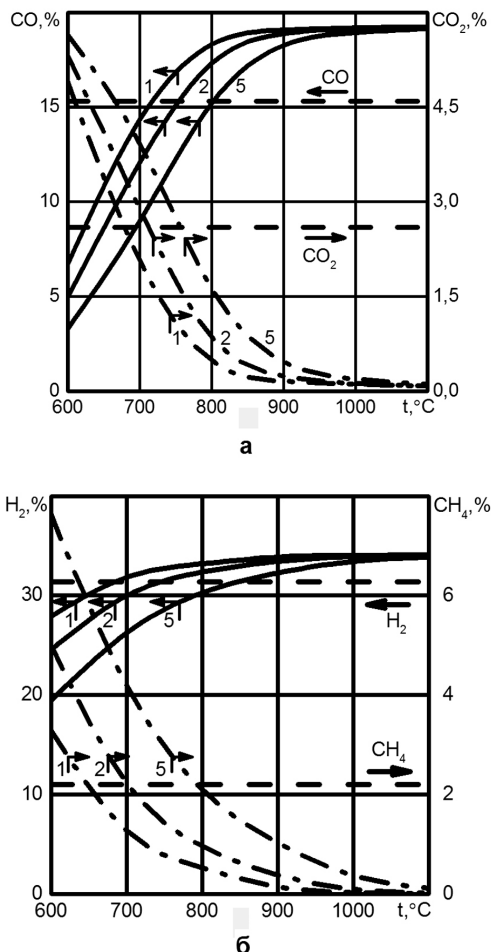 CO,% CO₂,%
1 2 5 CO
15 4,5
10 3,0
CO₂
5 1,5
1 2 5
0 0,0
600 700 800 900 1000 t,°C
а
H₂,% CH₄,%
30 6
1 2 5 H₂
20 4
1 2 5 CH₄
10 2
0 0
600 700 800 900 1000 t,°C
б